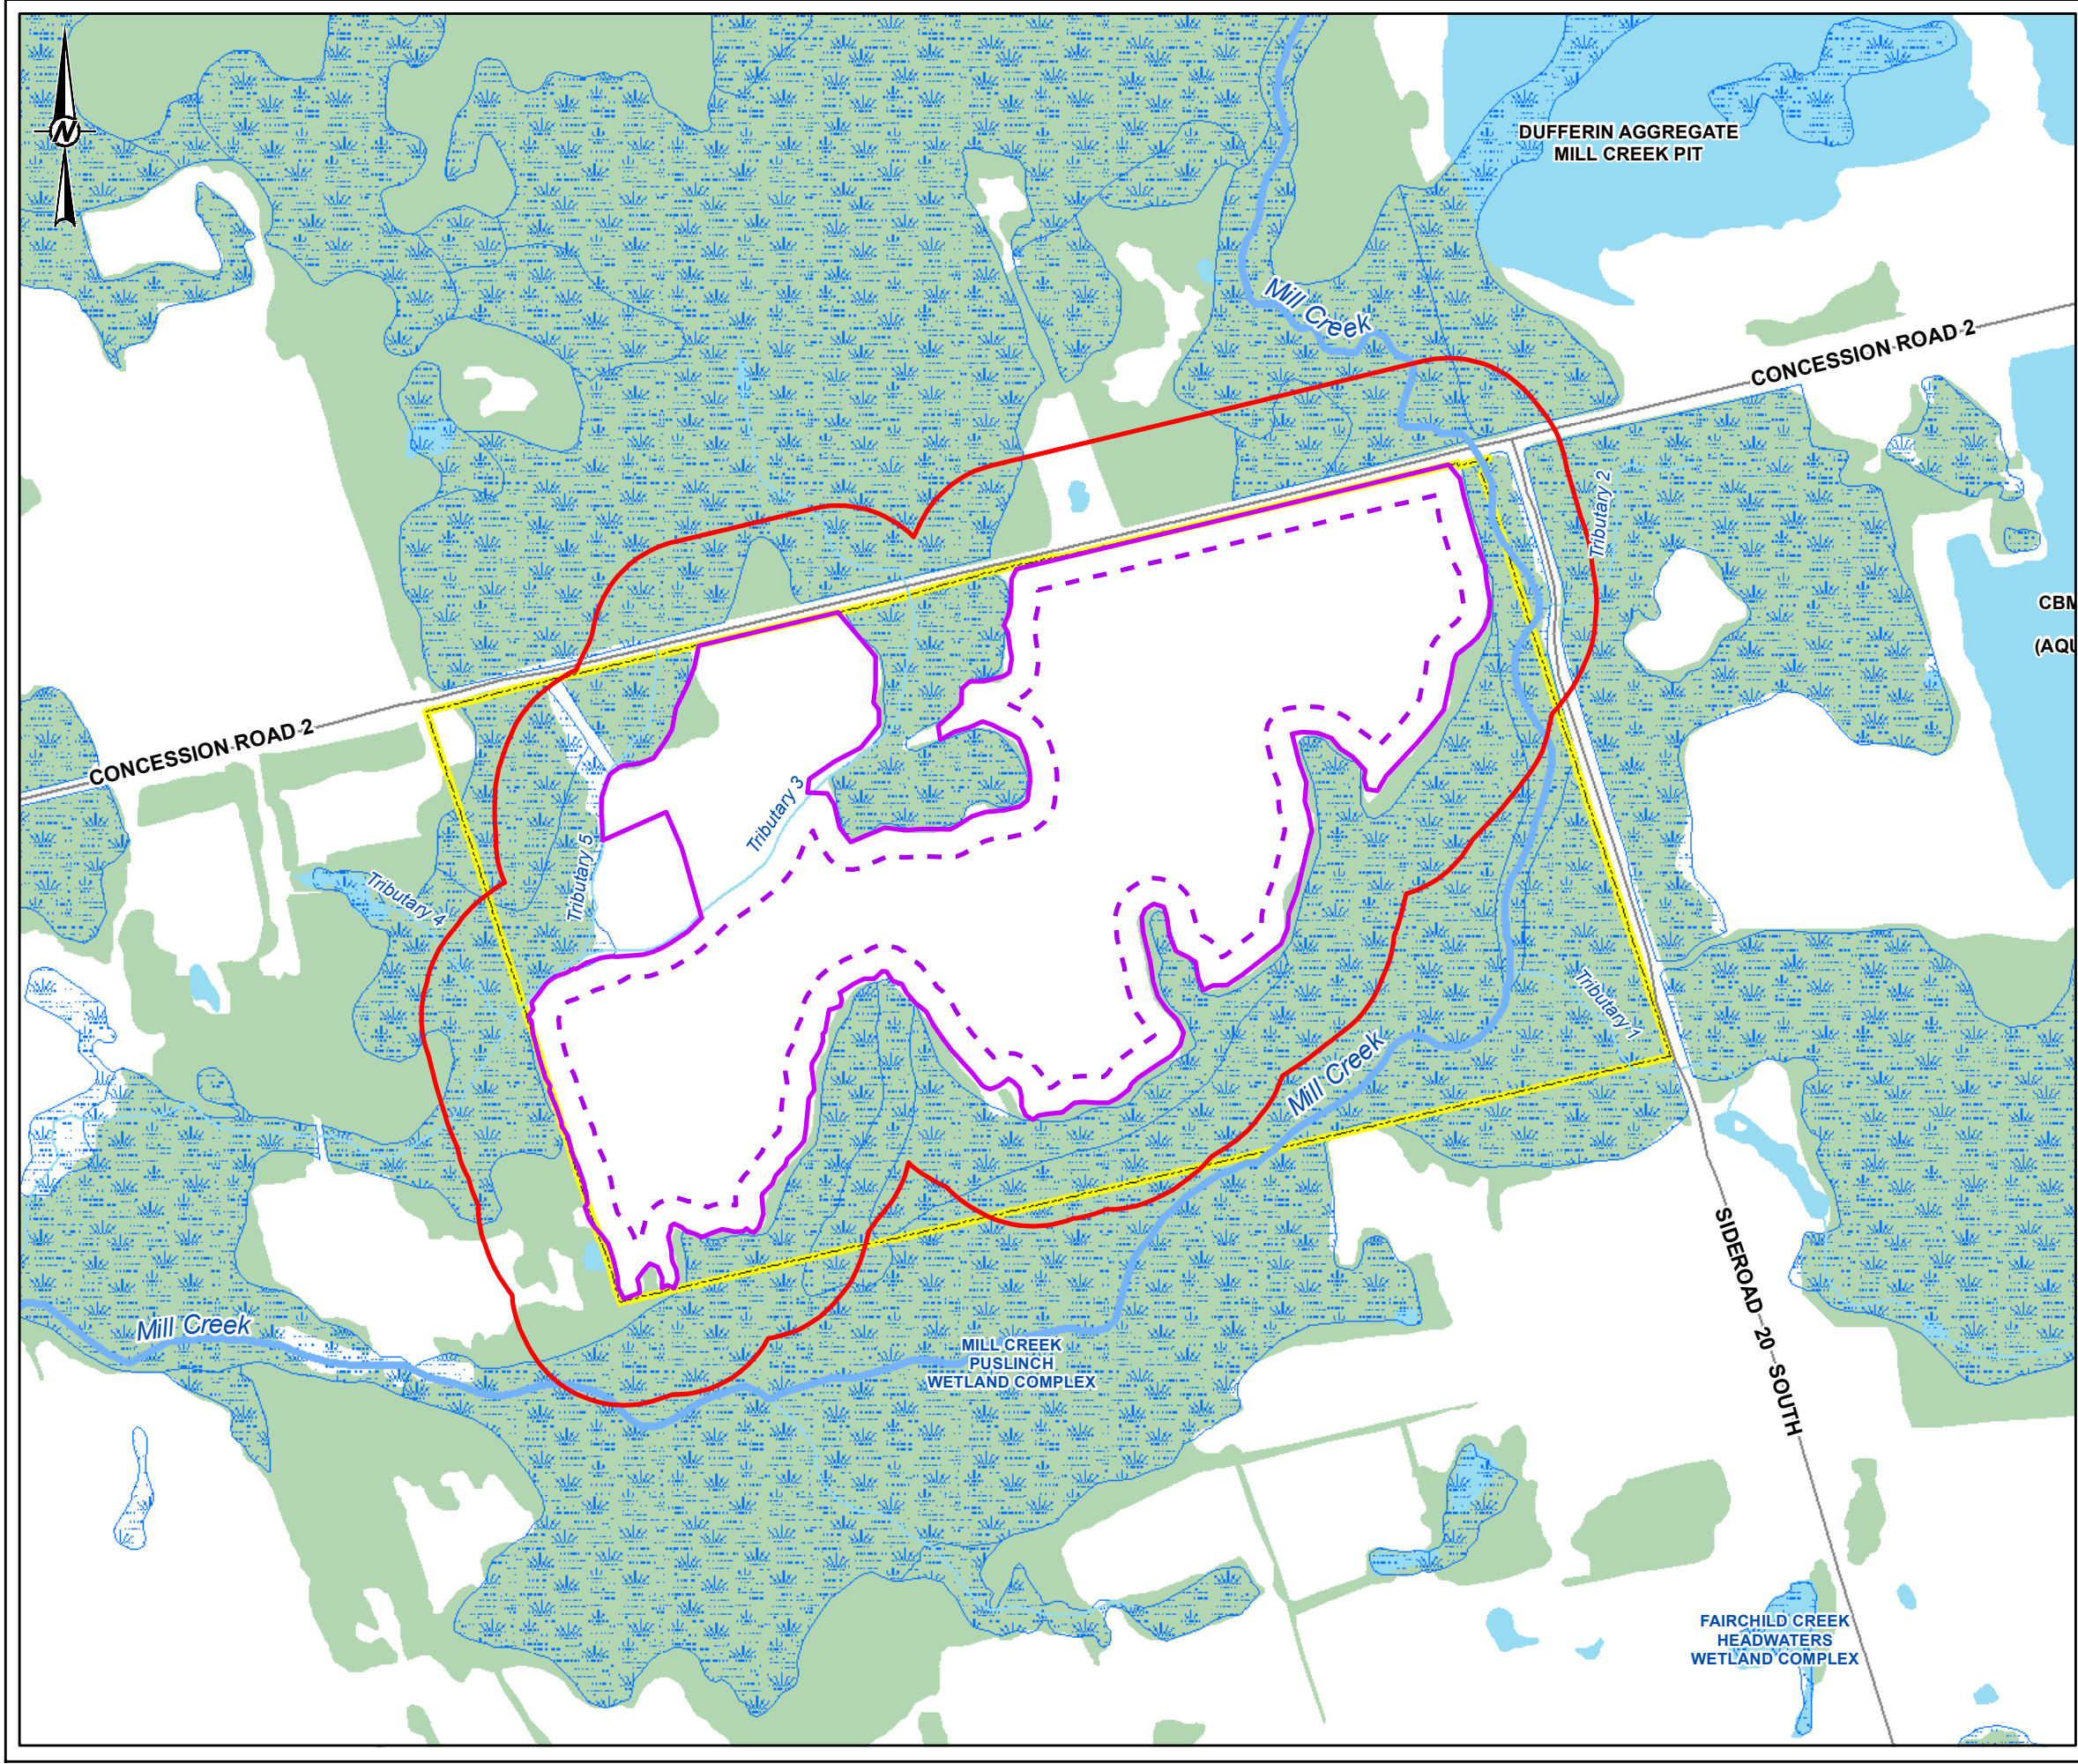 N
DUFFERIN AGGREGATE
MILL CREEK PIT
Mill Creek
CONCESSION ROAD 2
Tributary 2
CBM
(AQU
CONCESSION ROAD 2
Tributary 3
Tributary 5
Tributary 4
Tributary 1
Mill Creek
SIDEROAD 20 SOUTH
Mill Creek
MILL CREEK
PUSLINCH
WETLAND COMPLEX
FAIRCHILD CREEK
HEADWATERS
WETLAND COMPLEX